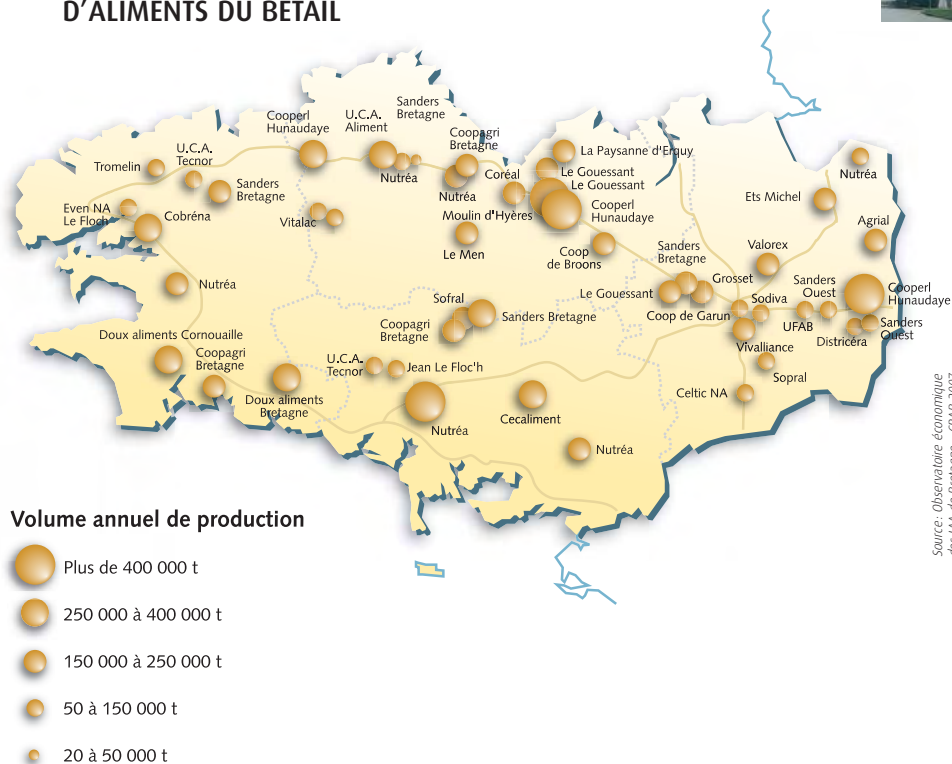 D’ALIMENTS DU BÉTAIL
Sanders
Bretagne
Cooperl
Hunaudaye
U.C.A.
Aliment
Coopagri
Bretagne
La Paysanne d'Erquy
U.C.A.
Tecnor
Tromelin
Nutréa
Coréal
Le Gouessant
Le Gouessant
Nutréa
Sanders
Bretagne
Nutréa
Ets Michel
Even NA
Le Floch
Cobréna
Vitalac
Moulin d'Hyères
Cooperl
Hunaudaye
Agrial
Le Men
Coop
de Broons
Sanders
Bretagne
Valorex
Nutréa
Le Gouessant
Grosset
Sanders
Ouest
Cooperl
Hunaudaye
Sofral
Sanders Bretagne
Coop de Garun
Sodiva
UFAB
Sanders
Ouest
Coopagri
Bretagne
Districéra
Doux aliments Cornouaille
Vivalliance
Coopagri
Bretagne
U.C.A.
Tecnor
Jean Le Floc'h
Sopral
Doux aliments
Bretagne
Celtic NA
Cecaliment
Nutréa
Nutréa
Volume annuel de production
Plus de 400 000 t
250 000 à 400 000 t
150 000 à 250 000 t
50 à 150 000 t
20 à 50 000 t
Source : Observatoire économique